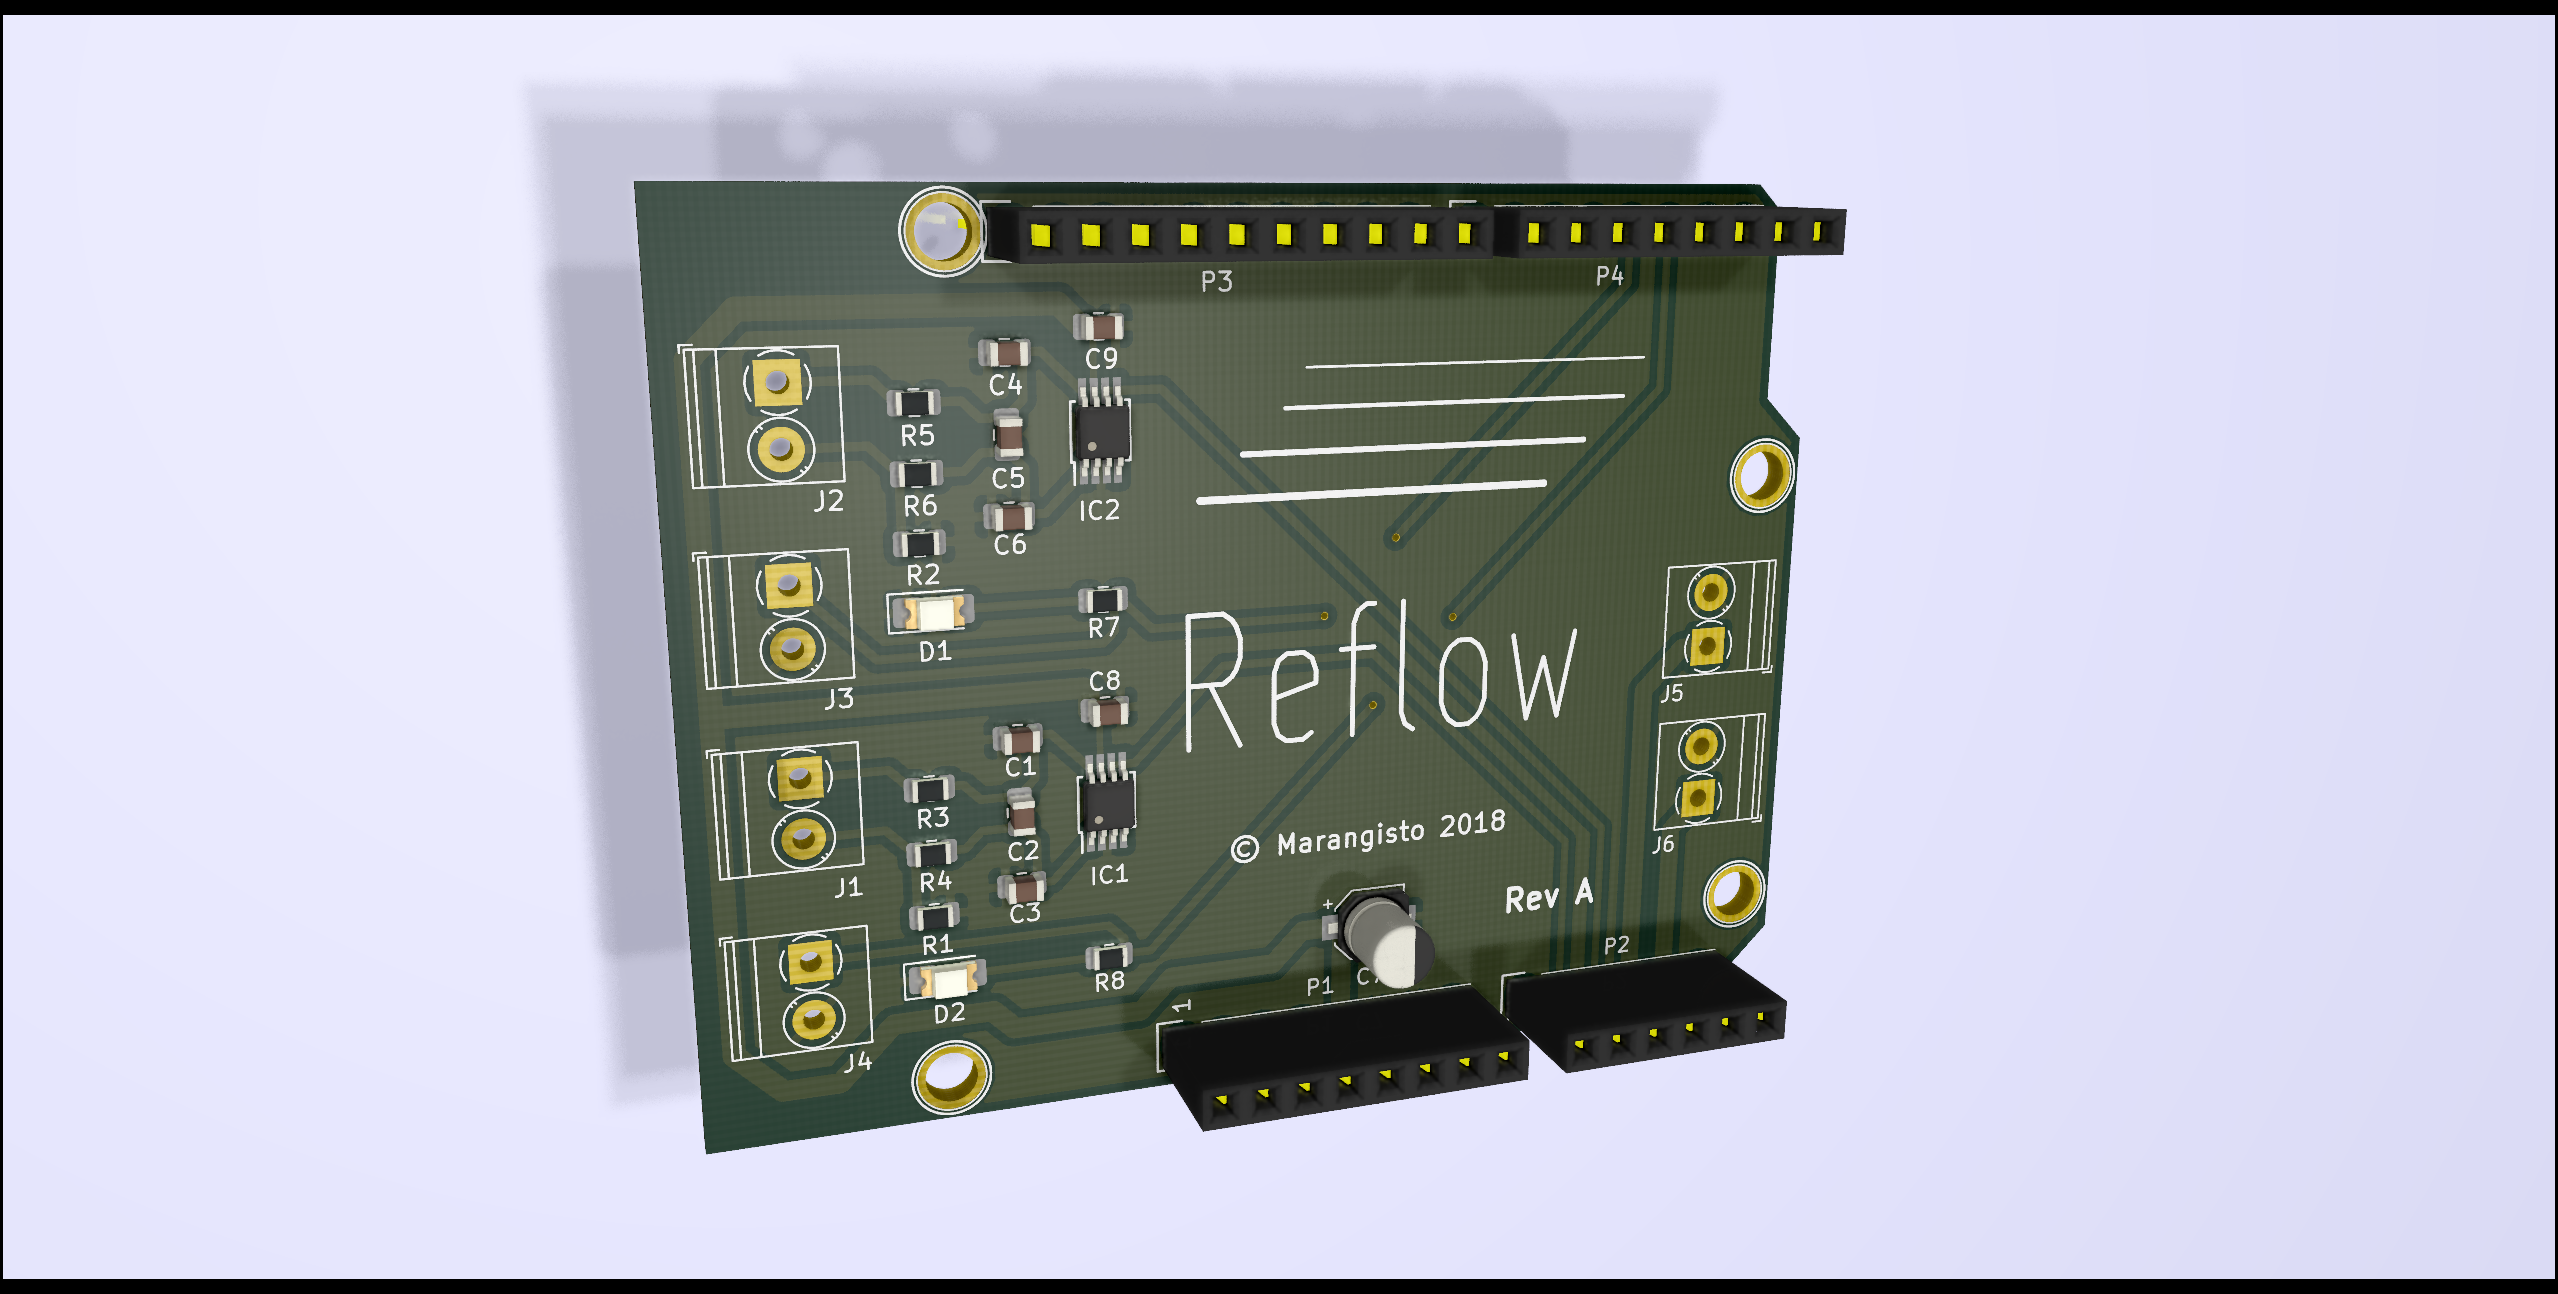 P3
P4
C9
C4
R5
J2
C5
R6
IC2
C6
R2
R7
D1
Reflow
J3
C8
J5
C1
R3
J6
© Marangisto 2018
C2
R4
IC1
J1
Rev A
C3
R1
P2
R8
P1
1
D2
J4
+